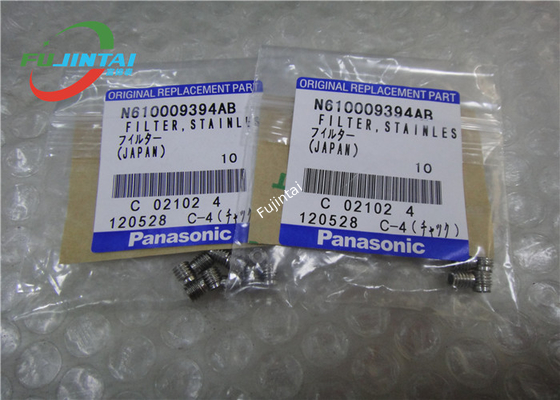 FUJINTAI
SMT
ORIGINAL REPLACEMENT PART
N610009394AB
FILTER,STAINLES
フィルター
(JAPAN)
10
C 02102 4
120528 C-4(チャック)
Panasonic
ORIGINAL REPLACEMENT PART
N610009394AB
FILTER,STAINLES
フィルター
(JAPAN)
10
C 02102 4
120528 C-4(チャック)
Panasonic
Fujintai